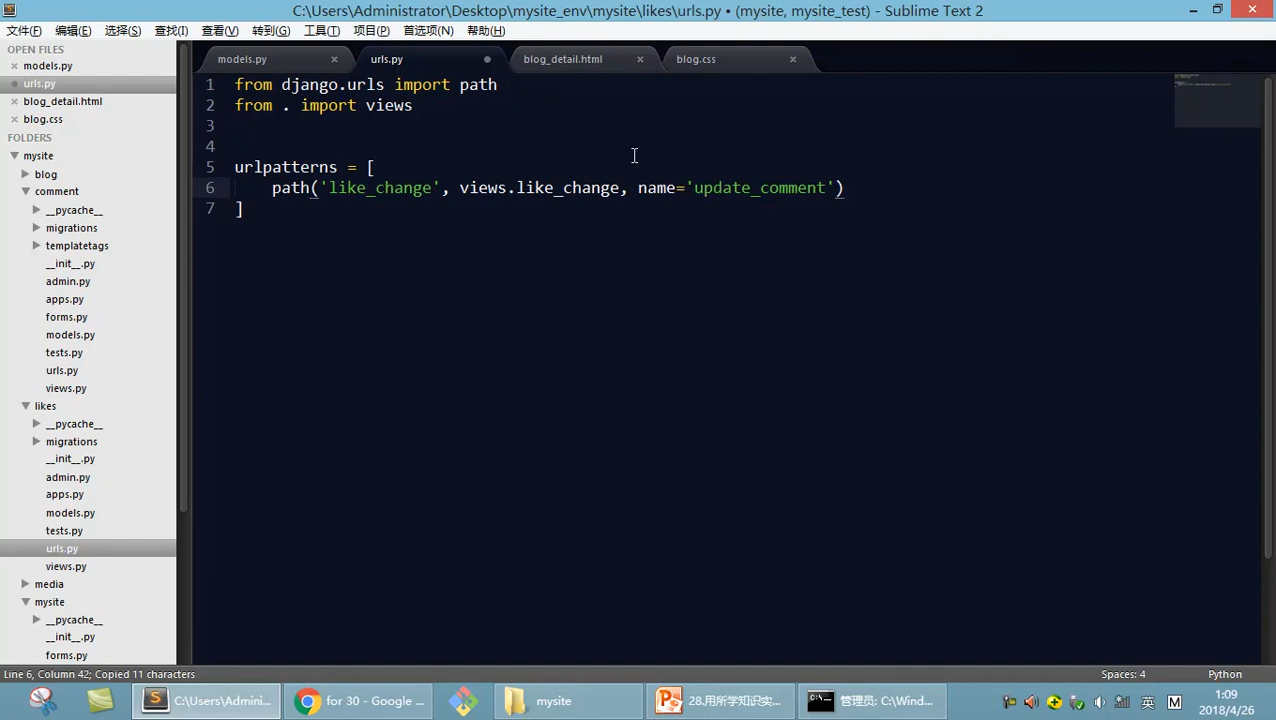 C:\Users\Administrator\Desktop\mysite_env\mysite\likes\urls.py • (mysite, mysite_test) - Sublime Text 2
文件(F) 编辑(E) 选择(S) 查找(I) 查看(V) 转到(G) 工具(T) 项目(P) 首选项(N) 帮助(H)
OPEN FILES
models.py
urls.py
blog_detail.html
blog.css
FOLDERS
mysite
blog
comment
__pycache__
migrations
templatetags
__init__.py
admin.py
apps.py
forms.py
models.py
tests.py
urls.py
views.py
likes
__pycache__
migrations
__init__.py
admin.py
apps.py
models.py
tests.py
urls.py
views.py
media
mysite
__pycache__
__init__.py
forms.py
models.py urls.py blog_detail.html blog.css
1 from django.urls import path
2 from . import views
3
4
5 urlpatterns = [
6 path('like_change', views.like_change, name='update_comment')
7 ]
Line 6, Column 42; Copied 11 characters Spaces: 4 Python
C:\Users\Admini... for 30 - Google ... mysite 28.用所学知识实... 管理员: C:\Wind... 英 M 1:09
2018/4/26